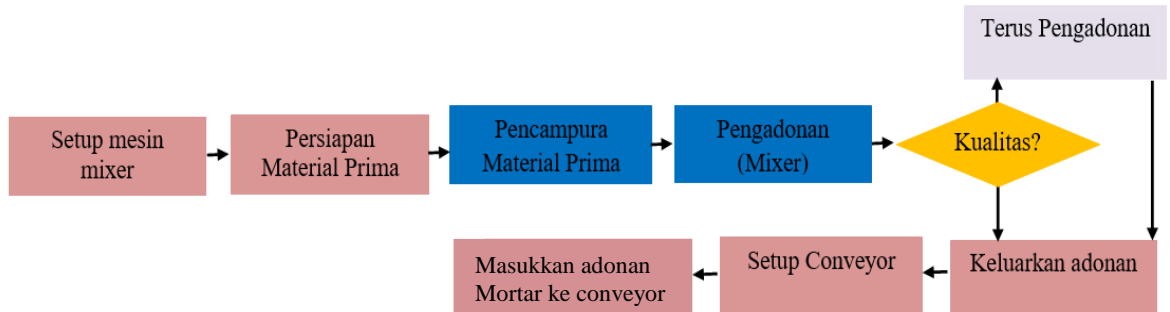 Setup mesin
mixer
Persiapan
Material Prima
Pencampura
Material Prima
Pengadonan
(Mixer)
Kualitas?
Terus Pengadonan
Keluarkan adonan
Setup Conveyor
Masukkan adonan
Mortar ke conveyor